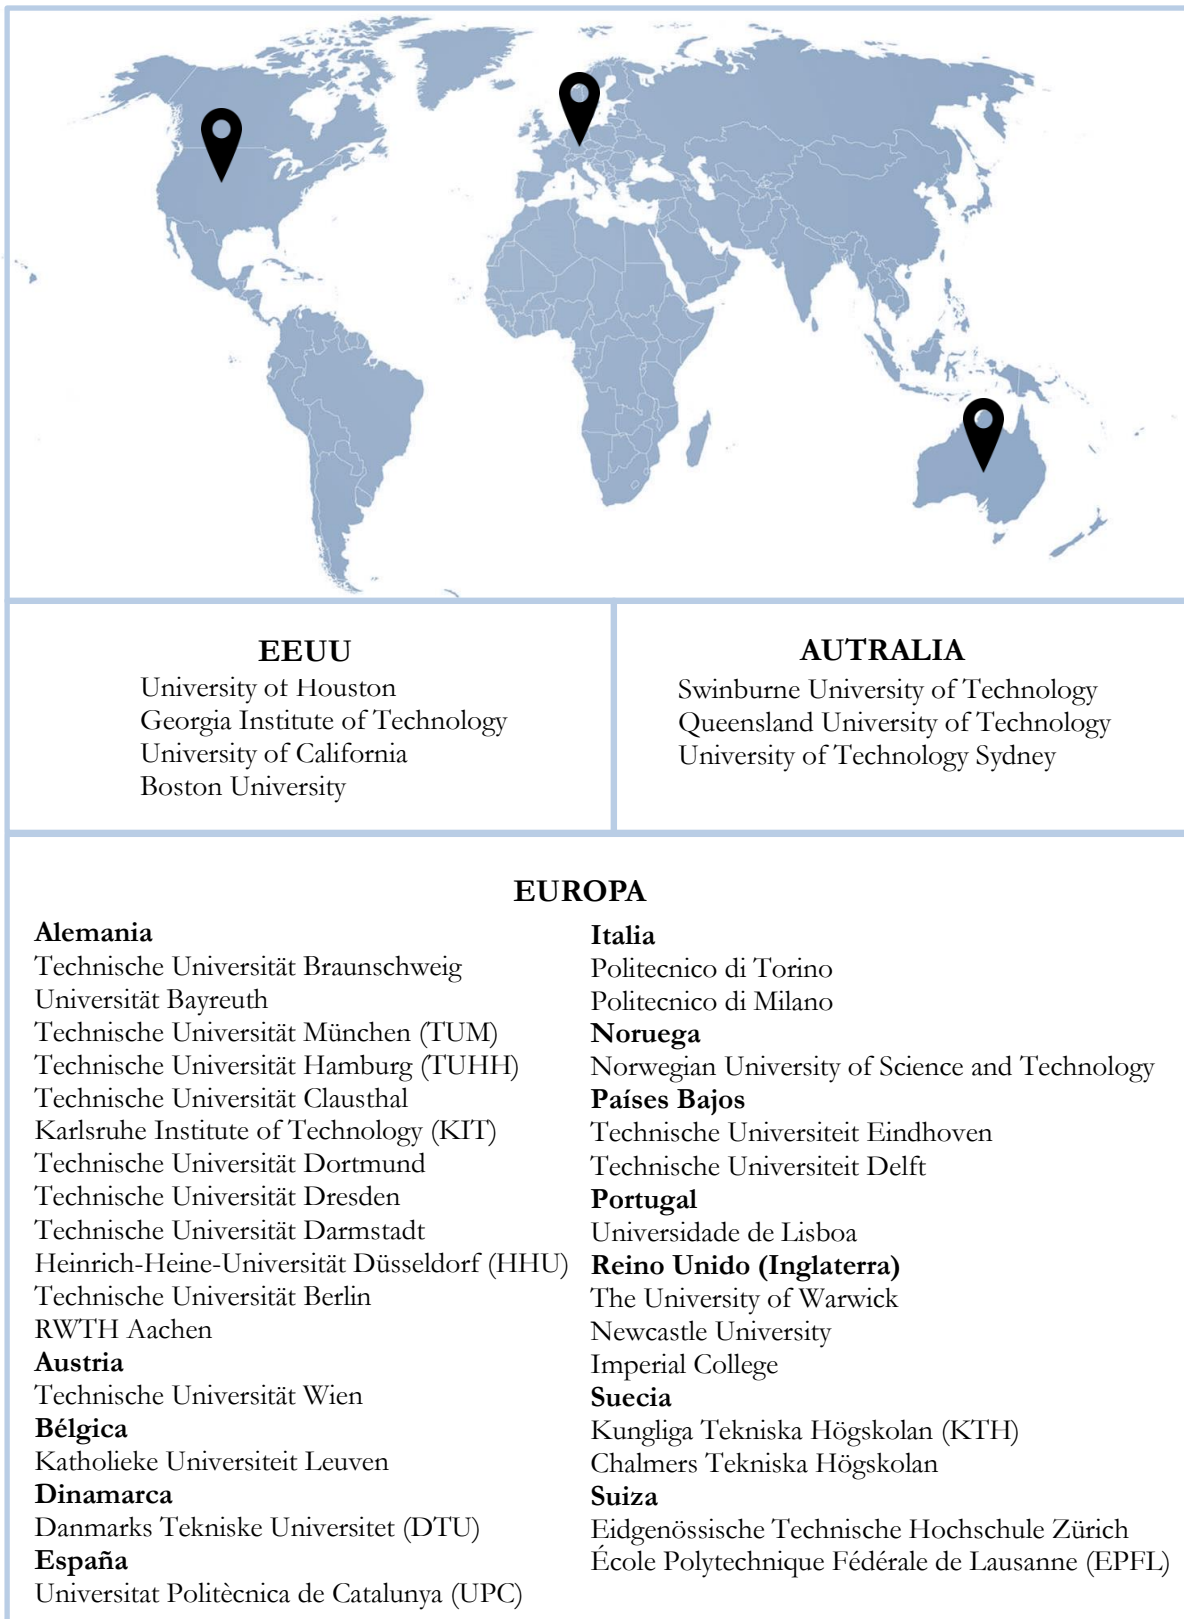 EEUU
University of Houston
Georgia Institute of Technology
University of California
Boston University
AUTRALIA
Swinburne University of Technology
Queensland University of Technology
University of Technology Sydney
EUROPA
Alemania
Technische Universität Braunschweig
Universität Bayreuth
Technische Universität München (TUM)
Technische Universität Hamburg (TUHH)
Technische Universität Clausthal
Karlsruhe Institute of Technology (KIT)
Technische Universität Dortmund
Technische Universität Dresden
Technische Universität Darmstadt
Heinrich-Heine-Universität Düsseldorf (HHU)
Technische Universität Berlin
RWTH Aachen
Austria
Technische Universität Wien
Bélgica
Katholieke Universiteit Leuven
Dinamarca
Danmarks Tekniske Universitet (DTU)
España
Universitat Politècnica de Catalunya (UPC)
Italia
Politecnico di Torino
Politecnico di Milano
Noruega
Norwegian University of Science and Technology
Países Bajos
Technische Universiteit Eindhoven
Technische Universiteit Delft
Portugal
Universidade de Lisboa
Reino Unido (Inglaterra)
The University of Warwick
Newcastle University
Imperial College
Suecia
Kungliga Tekniska Högskolan (KTH)
Chalmers Tekniska Högskolan
Suiza
Eidgenössische Technische Hochschule Zürich
École Polytechnique Fédérale de Lausanne (EPFL)